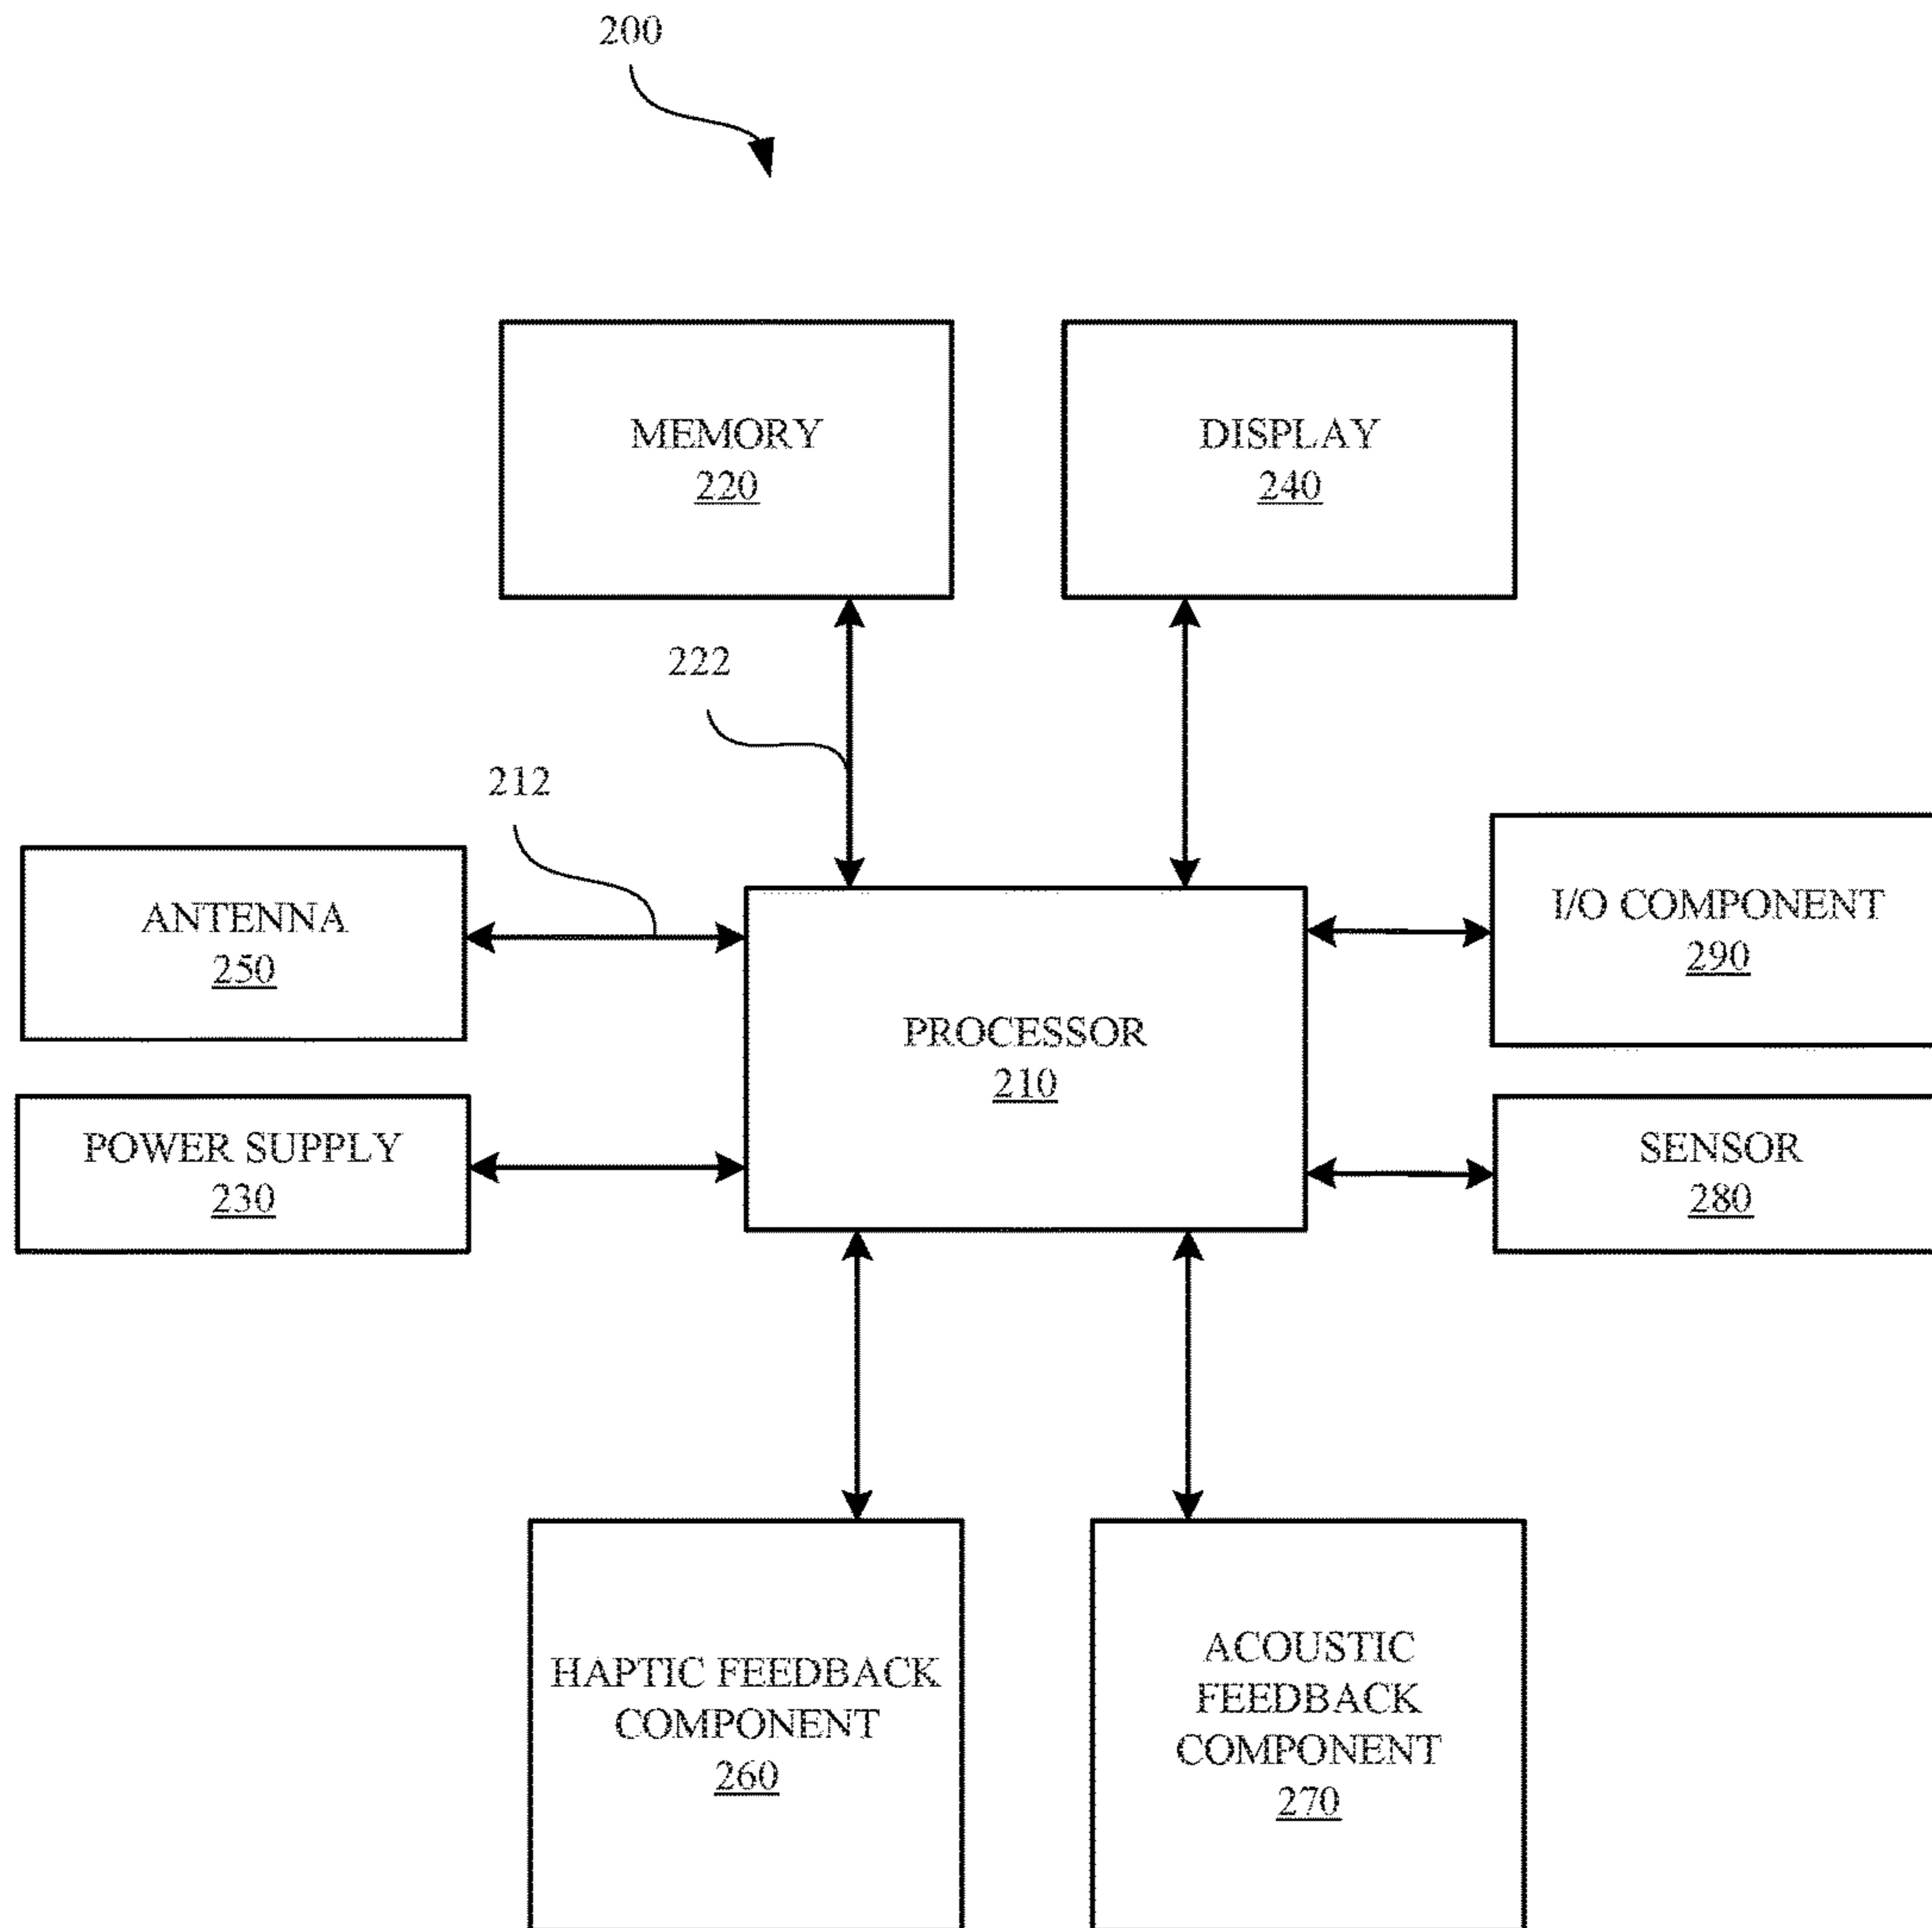 200
MEMORY
220
DISPLAY
240
222
212
ANTENNA
250
I/O COMPONENT
290
PROCESSOR
210
POWER SUPPLY
230
SENSOR
280
HAPTIC FEEDBACK
COMPONENT
260
ACOUSTIC
FEEDBACK
COMPONENT
270